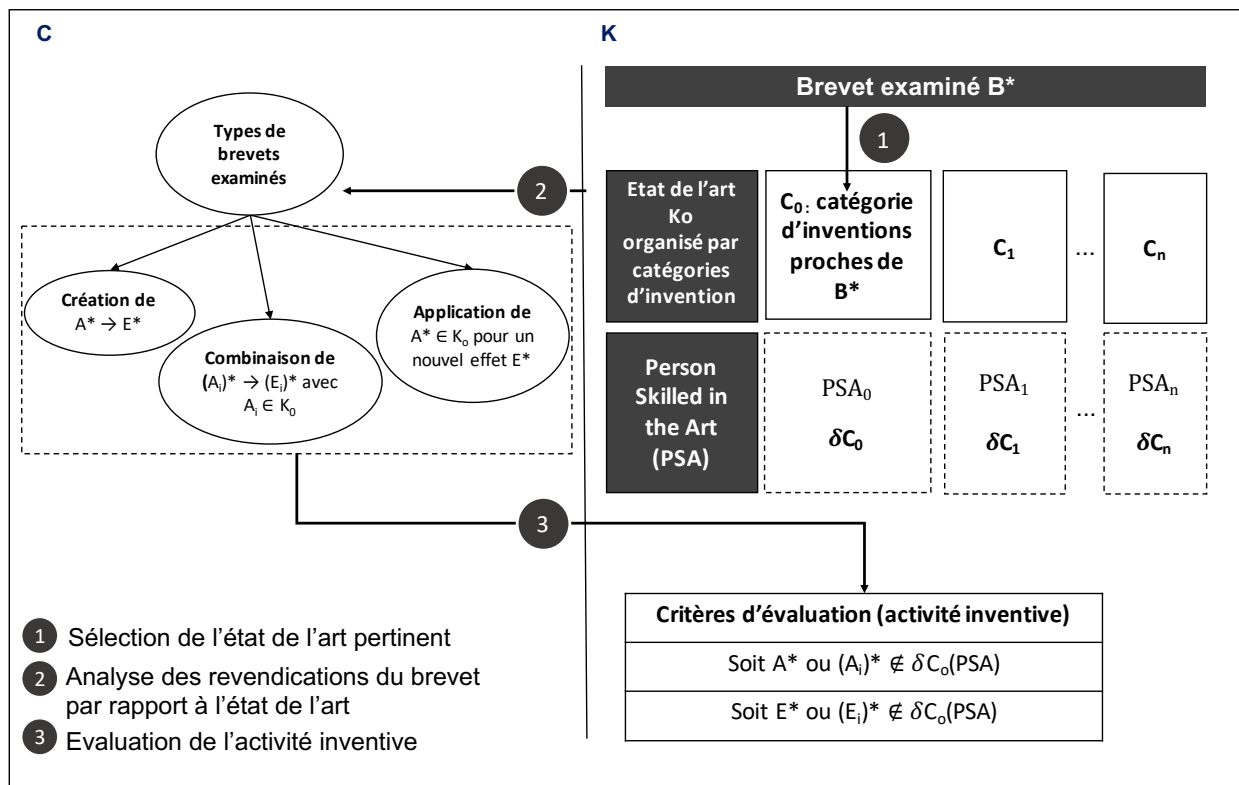 C
K
Brevet examiné B*
1
Types de
brevets
examinés
2
Etat de l’art
Ko
organisé par
catégories
d’invention
C₀ : catégorie
d’inventions
proches de
B*
C₁
...
Cₙ
Création de
A* → E*
Combinaison de
(Aᵢ)* → (Eᵢ)* avec
Aᵢ ∈ K₀
Application de
A* ∈ Kₒ pour un
nouvel effet E*
Person
Skilled in
the Art
(PSA)
PSA₀
δC₀
PSA₁
δC₁
...
PSAₙ
δCₙ
3
Critères d’évaluation (activité inventive)
Soit A* ou (Aᵢ)* ∉ δCₒ(PSA)
Soit E* ou (Eᵢ)* ∉ δCₒ(PSA)
1 Sélection de l’état de l’art pertinent
2 Analyse des revendications du brevet
par rapport à l’état de l’art
3 Evaluation de l’activité inventive